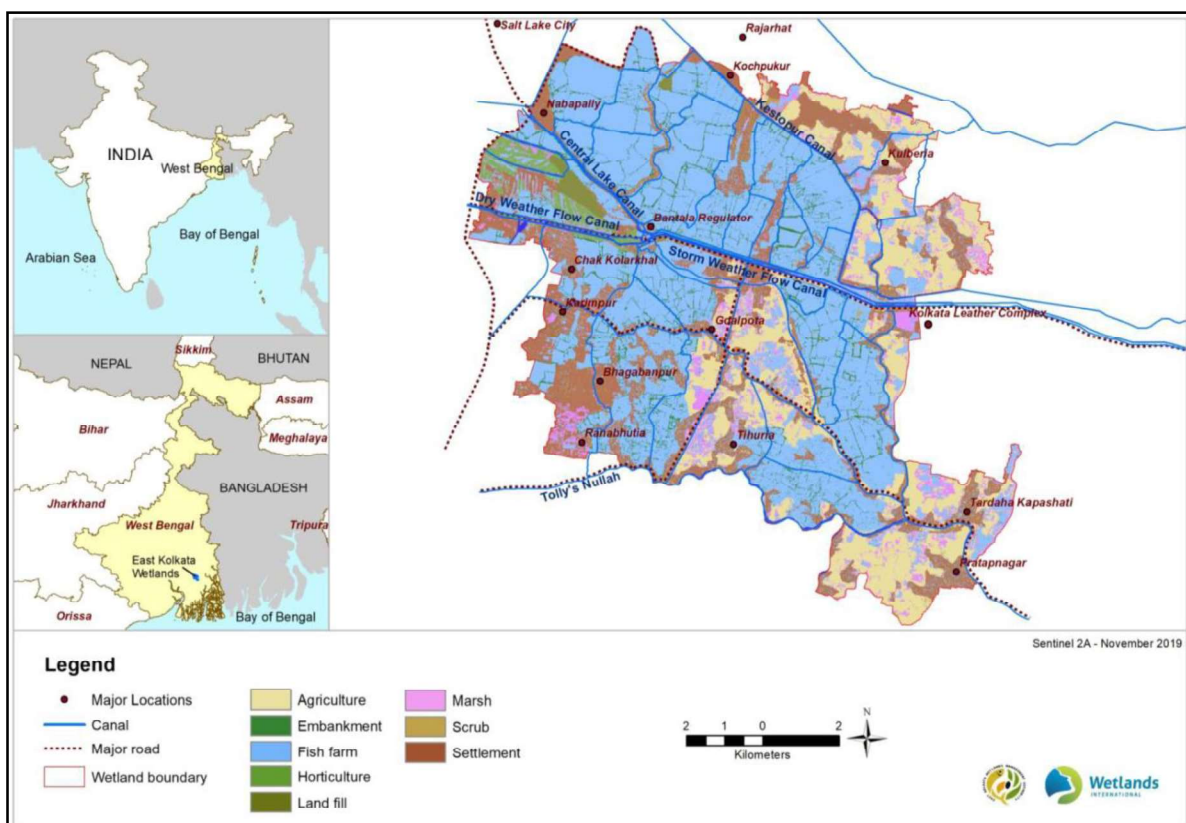 INDIA
West Bengal
Arabian Sea
Bay of Bengal
NEPAL
Sikkim
BHUTAN
Assam
Bihar
Meghalaya
BANGLADESH
Jharkhand
West Bengal
Tripura
East Kolkata
Wetlands
Orissa
Bay of Bengal
Salt Lake City
Rajarhat
Kochpukur
Nabapally
Kestopur Canal
Central Lake Canal
Kulberia
Dry Weather Flow Canal
Bantala Regulator
Storm Weather Flow Canal
Chak Kolarkhal
Karimpur
Goalpota
Kolkata Leather Complex
Bhagabanpur
Ranabhutia
Tihuria
Tolly's Nullah
Tardaha Kapashati
Pratapnagar
Sentinel 2A - November 2019
Legend
Major Locations
Canal
Major road
Wetland boundary
Agriculture
Embankment
Fish farm
Horticulture
Land fill
Marsh
Scrub
Settlement
2 1 0 2
Kilometers
N
Wetlands
INTERNATIONAL